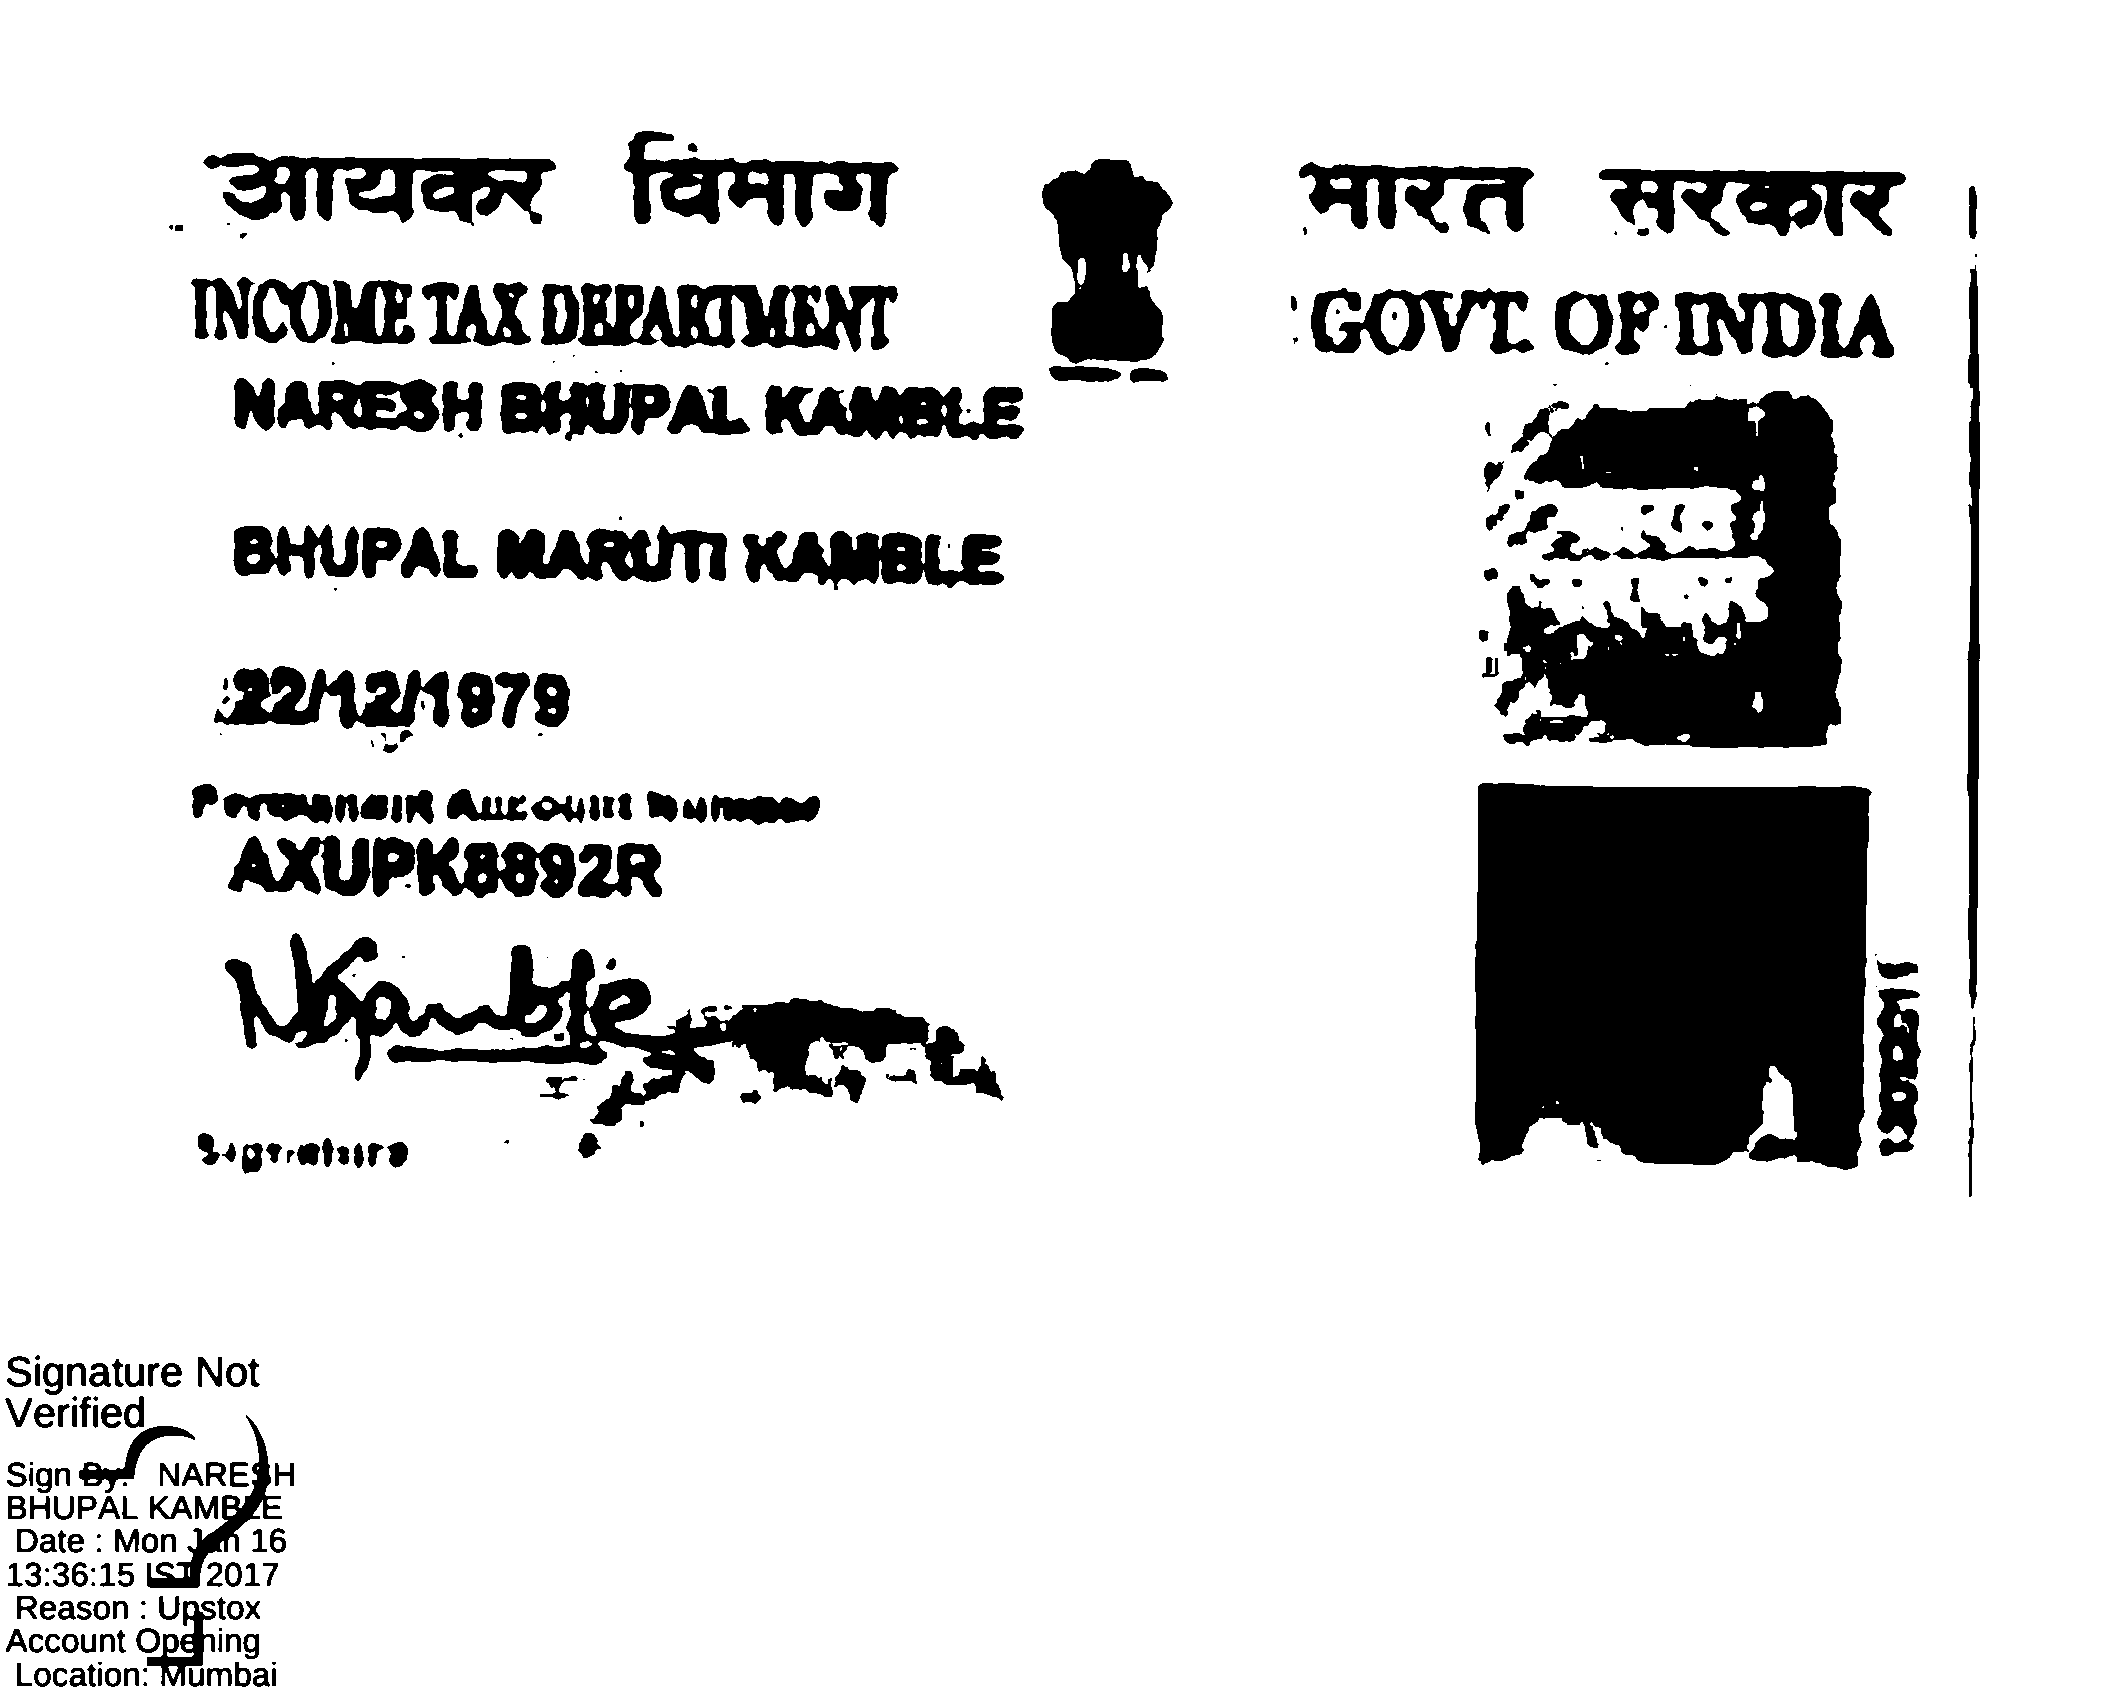 आयकर विभाग
भारत सरकार
INCOME TAX DEPARTMENT
GOVT. OF INDIA
NARESH BHUPAL KAMBLE
BHUPAL MARUTI KAMBLE
22/12/1979
Permanent Account Number
AXUPK8892R
NKamble
Signature
Signature Not
Verified
Sign By: NARESH
BHUPAL KAMBLE
Date : Mon Jan 16
13:36:15 IST 2017
Reason : Upstox
Account Opening
Location: Mumbai